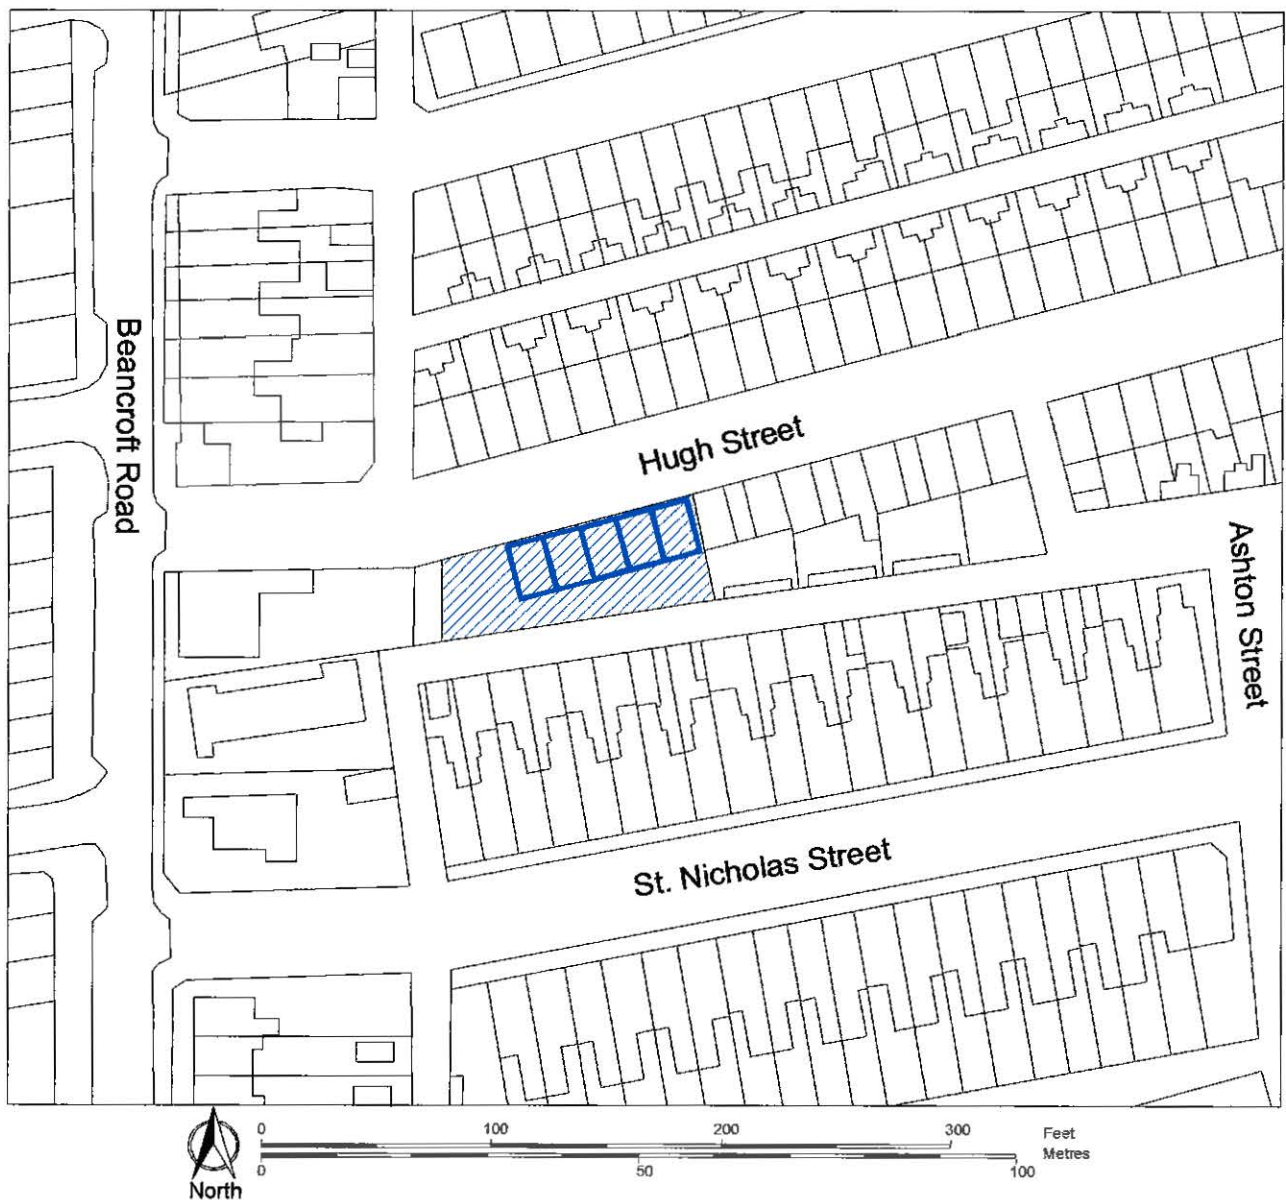 Beancroft Road
Hugh Street
Ashton Street
St. Nicholas Street
0 100 200 300 Feet
Metres
0 50 100
North